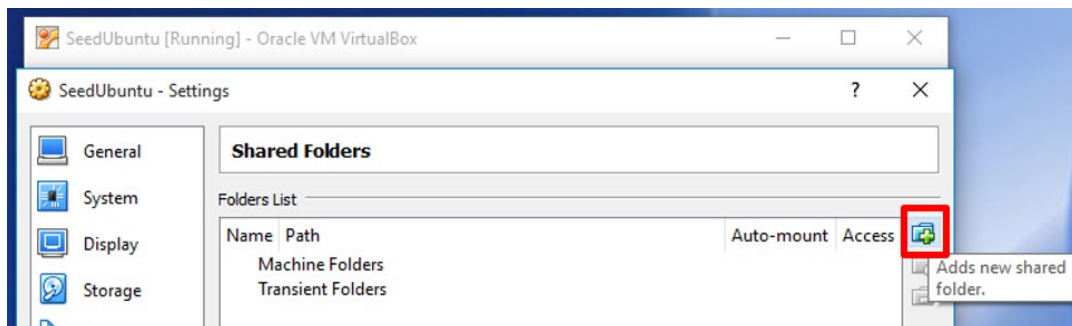 SeedUbuntu [Running] - Oracle VM VirtualBox
SeedUbuntu - Settings
?
General
Shared Folders
System
Folders List
Name Path Auto-mount Access
Display
Machine Folders
Adds new shared
folder.
Transient Folders
Storage